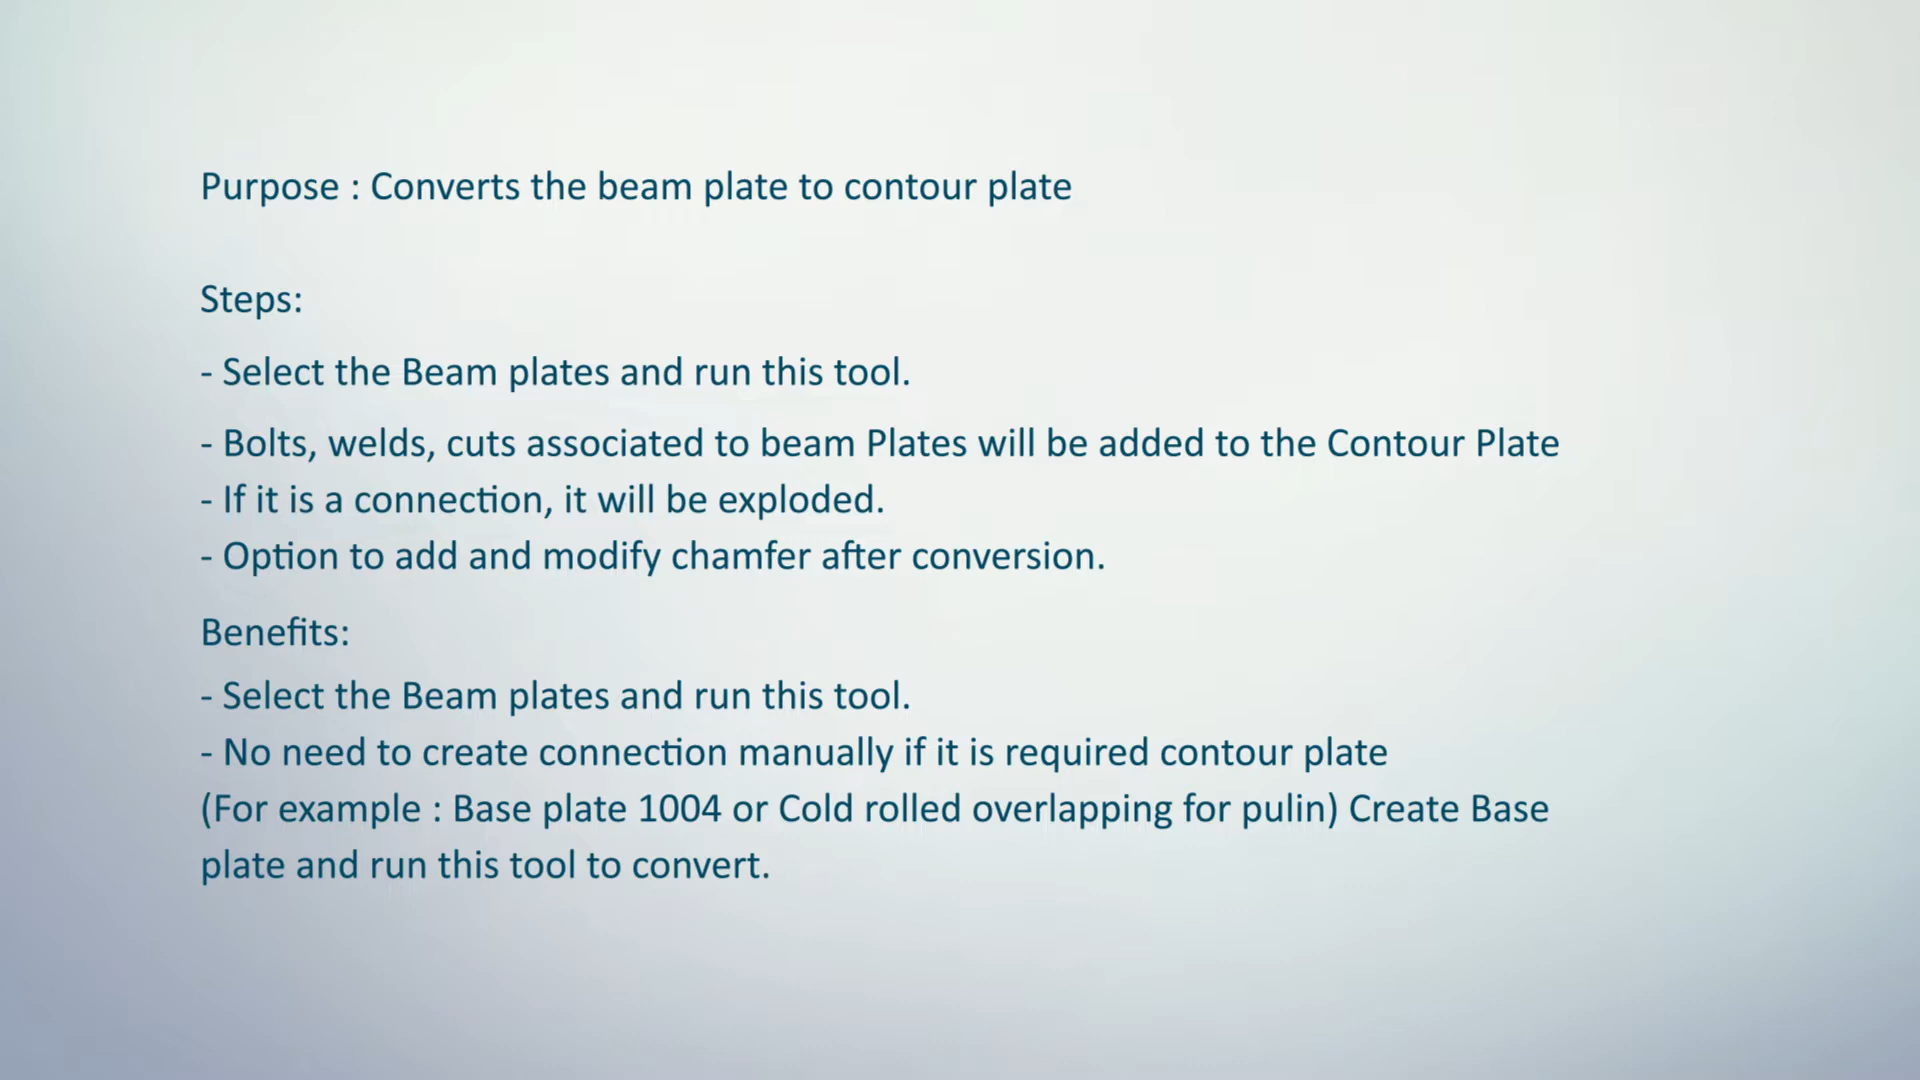 Purpose : Converts the beam plate to contour plate
Steps:
- Select the Beam plates and run this tool.
- Bolts, welds, cuts associated to beam Plates will be added to the Contour Plate
- If it is a connection, it will be exploded.
- Option to add and modify chamfer after conversion.
Benefits:
- Select the Beam plates and run this tool.
- No need to create connection manually if it is required contour plate
(For example : Base plate 1004 or Cold rolled overlapping for pulin) Create Base
plate and run this tool to convert.